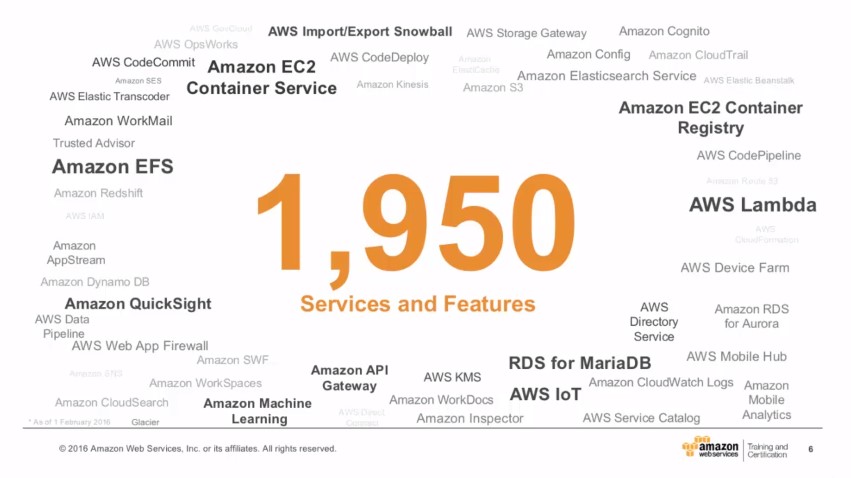 AWS GovCloud
AWS Import/Export Snowball
AWS Storage Gateway
Amazon Cognito
AWS OpsWorks
AWS CodeCommit
Amazon EC2
Container Service
AWS CodeDeploy
Amazon
ElastiCache
Amazon Config
Amazon CloudTrail
Amazon SES
Amazon Kinesis
Amazon S3
Amazon Elasticsearch Service
AWS Elastic Beanstalk
AWS Elastic Transcoder
Amazon WorkMail
Amazon EC2 Container
Registry
Trusted Advisor
AWS CodePipeline
Amazon EFS
Amazon Redshift
Amazon Route 53
AWS IAM
AWS Lambda
AWS
CloudFormation
1,950
Services and Features
Amazon
AppStream
AWS Device Farm
Amazon Dynamo DB
Amazon QuickSight
AWS
Directory
Service
Amazon RDS
for Aurora
AWS Data
Pipeline
AWS Web App Firewall
Amazon SWF
RDS for MariaDB
AWS Mobile Hub
Amazon SNS
Amazon WorkSpaces
Amazon API
Gateway
AWS KMS
AWS IoT
Amazon CloudWatch Logs
Amazon
Mobile
Analytics
Amazon CloudSearch
Amazon Machine
Learning
AWS Direct
Connect
Amazon WorkDocs
Amazon Inspector
AWS Service Catalog
* As of 1 February 2016
Glacier
© 2016 Amazon Web Services, Inc. or its affiliates. All rights reserved.
amazon
webservices
Training and
Certification
6